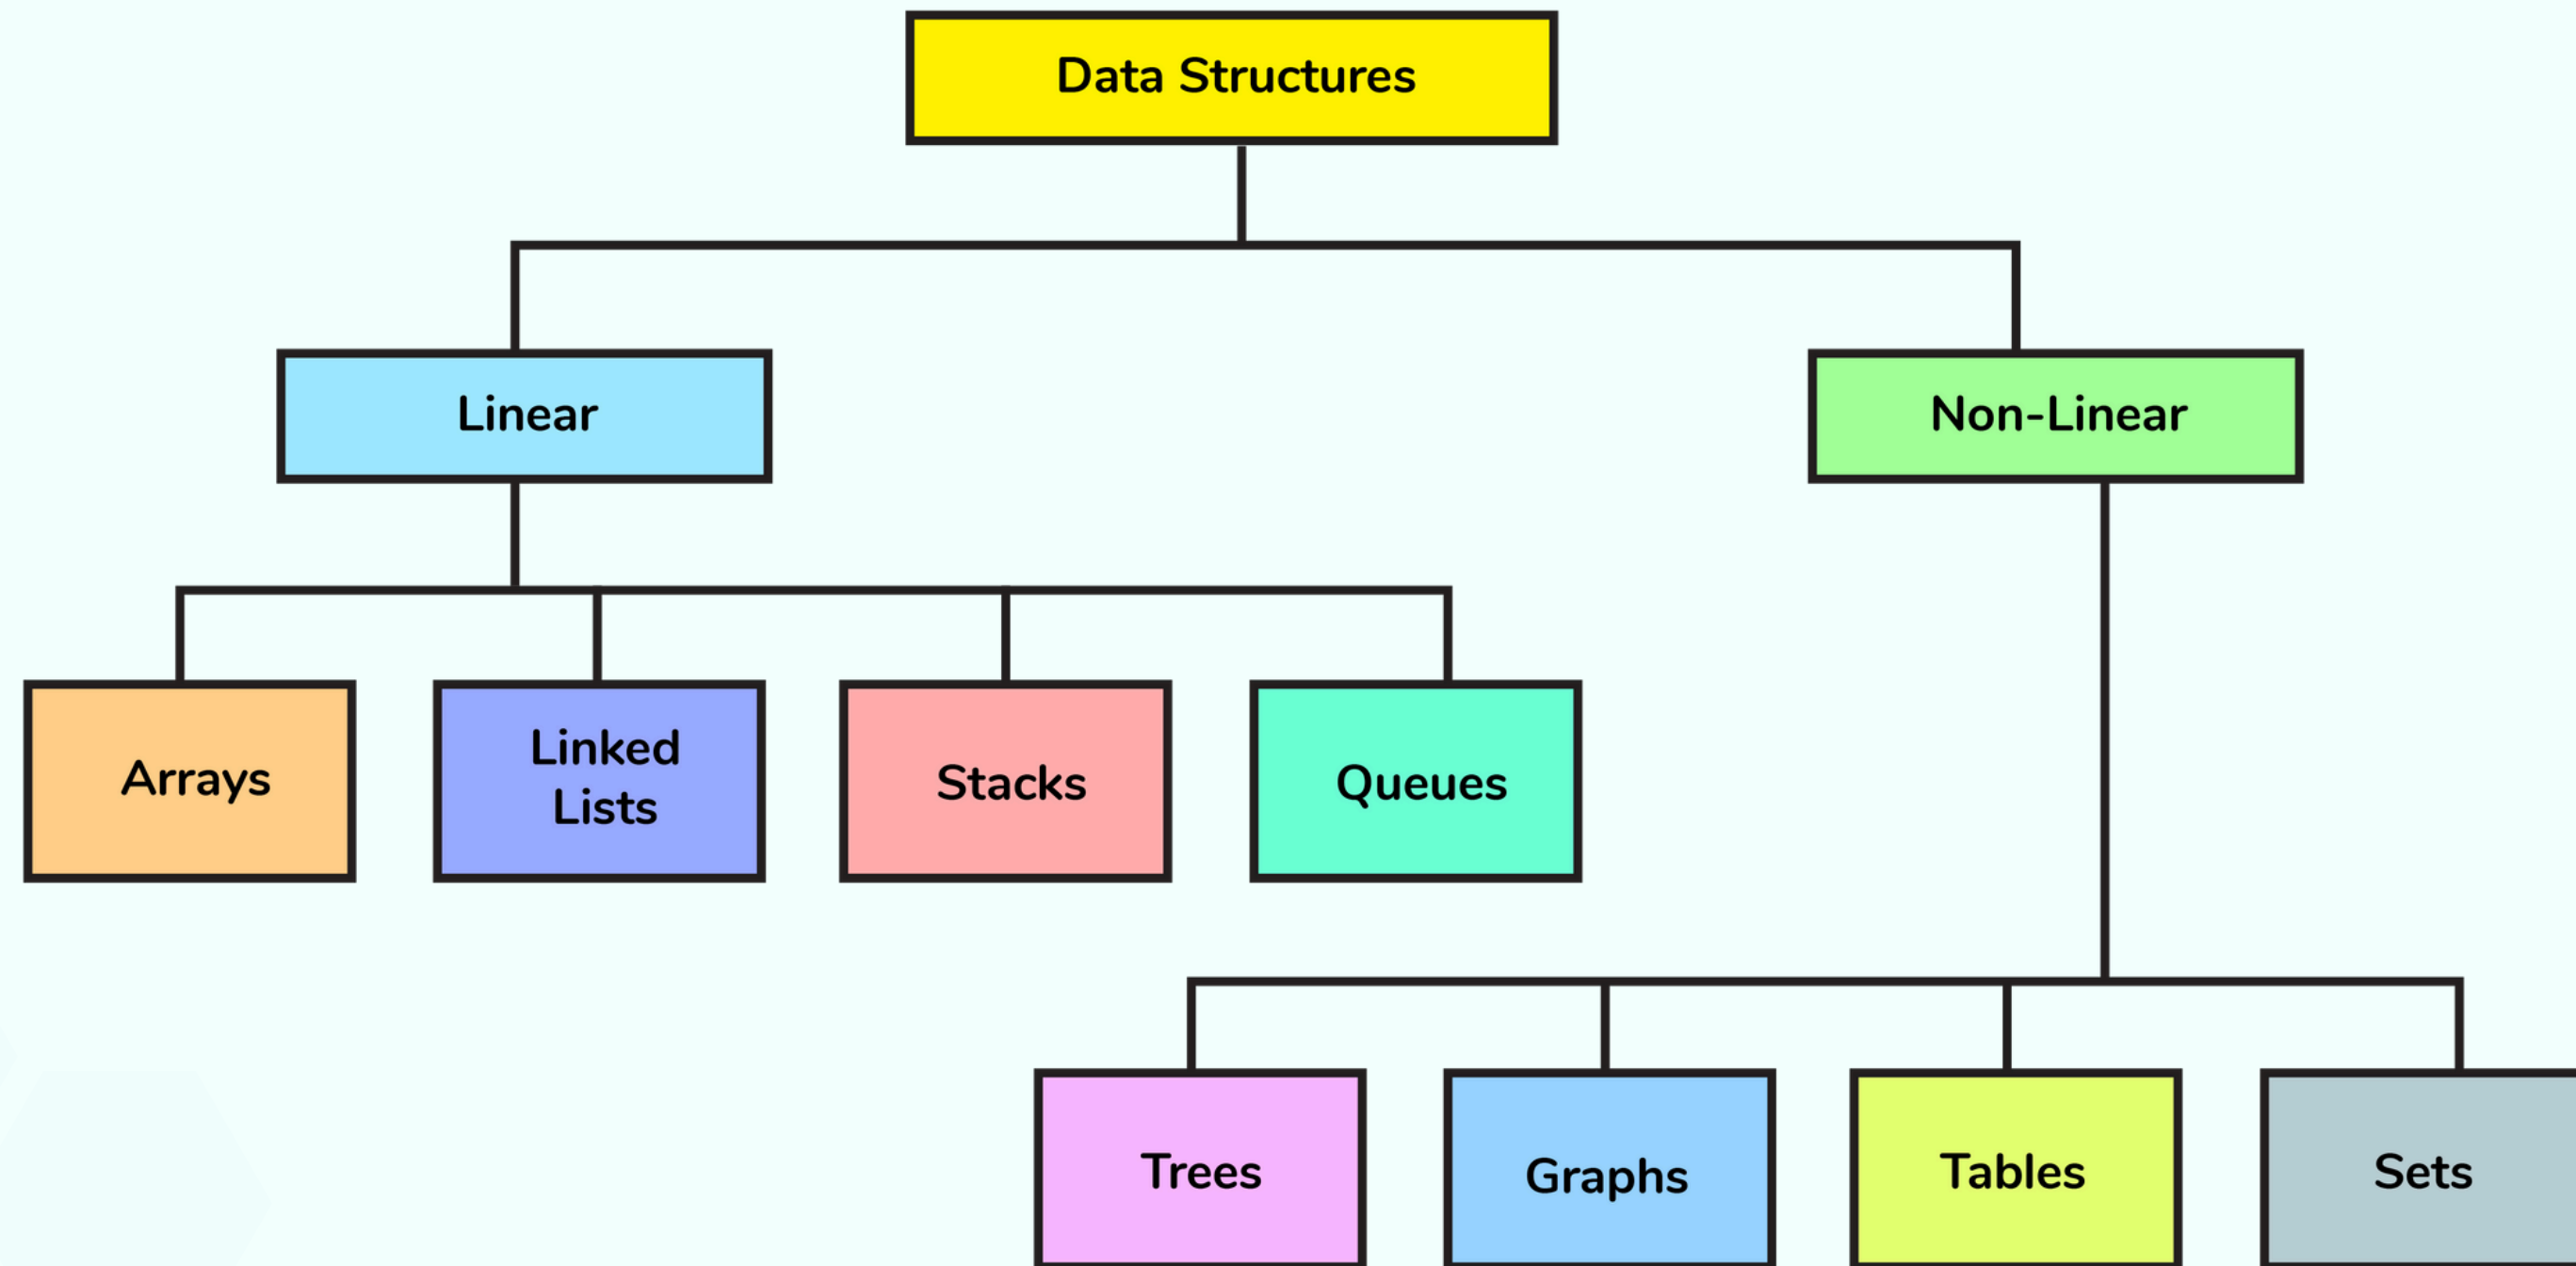 Data Structures
Linear
Non-Linear
Arrays
Linked
Lists
Stacks
Queues
Trees
Graphs
Tables
Sets